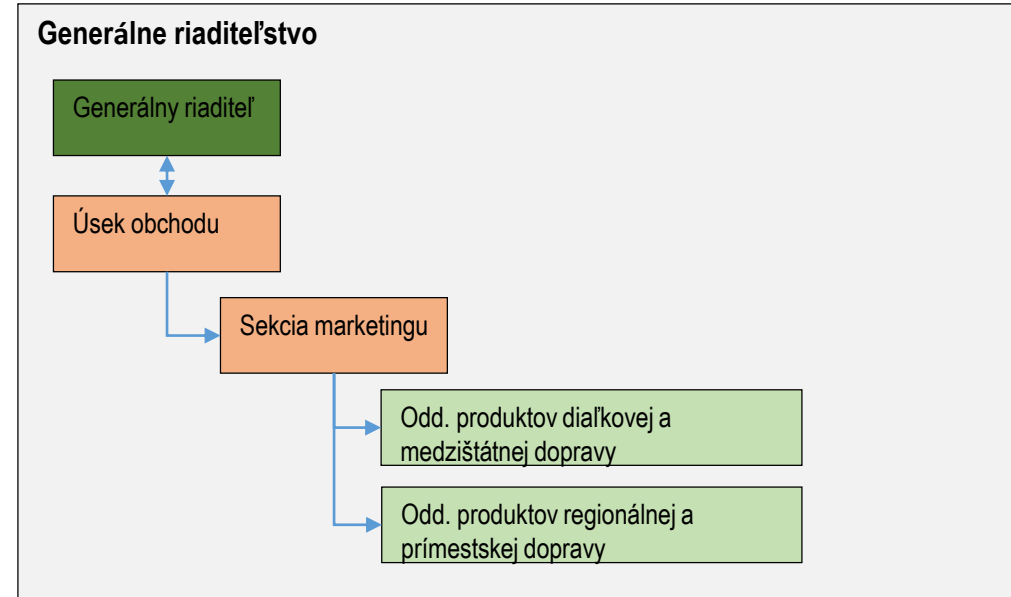 Generálne riaditeľstvo
Generálny riaditeľ
Úsek obchodu
Sekcia marketingu
Odd. produktov diaľkovej a
medzištátnej dopravy
Odd. produktov regionálnej a
prímestskej dopravy